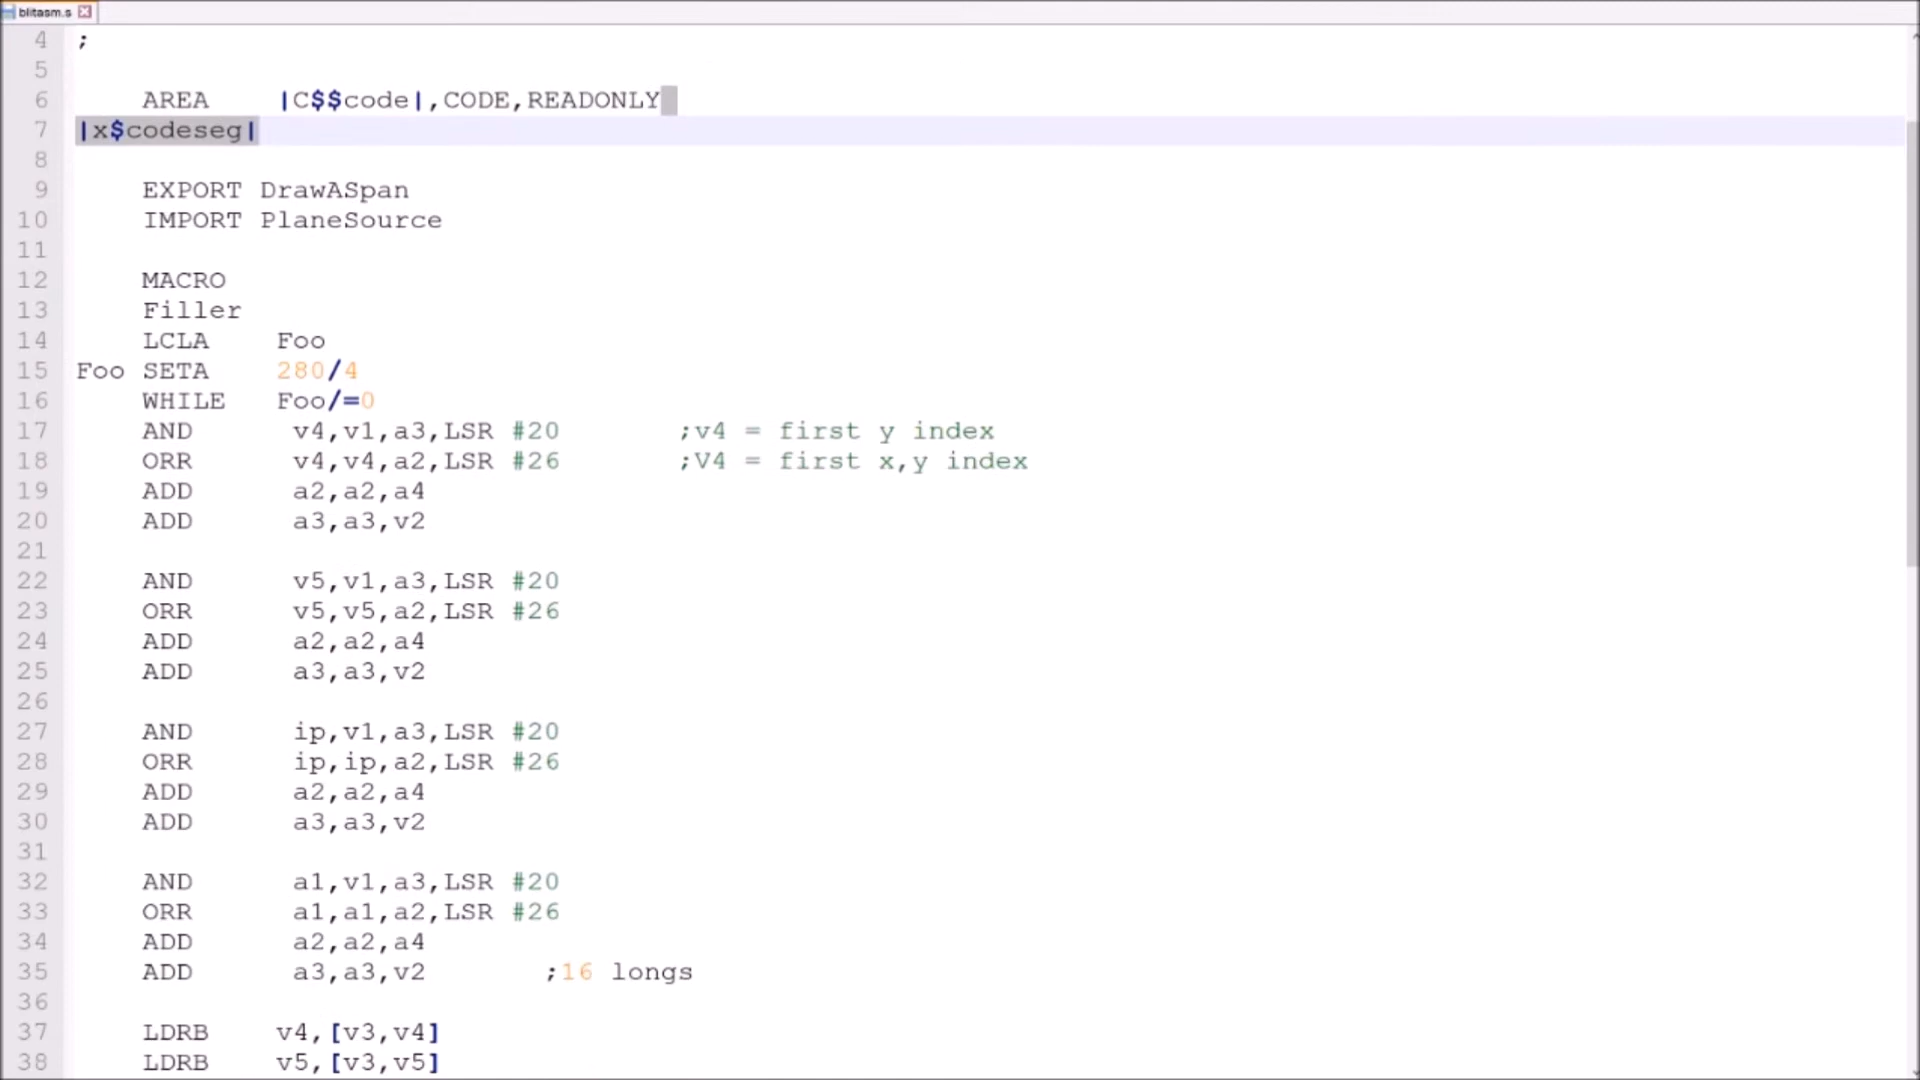 blitasm.s
4 ;
5
6 AREA |C$$code|,CODE,READONLY
7 |x$codeseg|
8
9 EXPORT DrawASpan
10 IMPORT PlaneSource
11
12 MACRO
13 Filler
14 LCLA Foo
15 Foo SETA 280/4
16 WHILE Foo/=0
17 AND v4,v1,a3,LSR #20 ;v4 = first y index
18 ORR v4,v4,a2,LSR #26 ;V4 = first x,y index
19 ADD a2,a2,a4
20 ADD a3,a3,v2
21
22 AND v5,v1,a3,LSR #20
23 ORR v5,v5,a2,LSR #26
24 ADD a2,a2,a4
25 ADD a3,a3,v2
26
27 AND ip,v1,a3,LSR #20
28 ORR ip,ip,a2,LSR #26
29 ADD a2,a2,a4
30 ADD a3,a3,v2
31
32 AND a1,v1,a3,LSR #20
33 ORR a1,a1,a2,LSR #26
34 ADD a2,a2,a4
35 ADD a3,a3,v2 ;16 longs
36
37 LDRB v4,[v3,v4]
38 LDRB v5,[v3,v5]